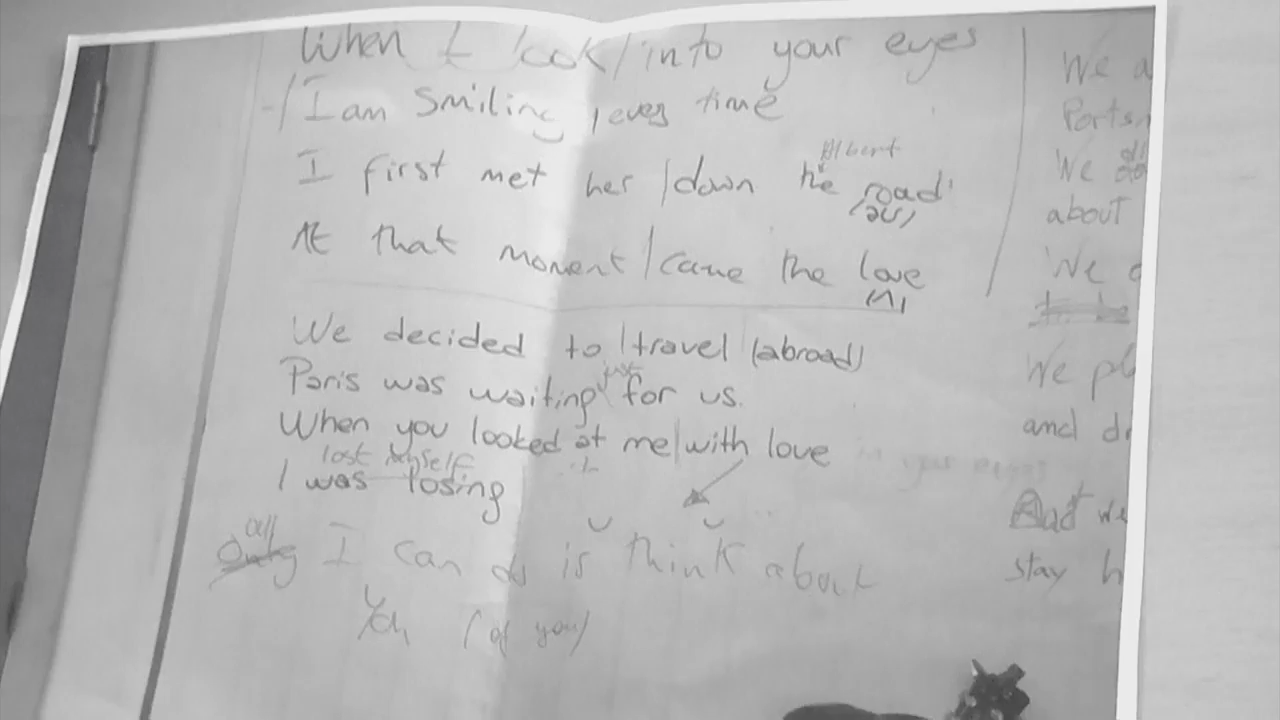 When I look/into your eyes
I am Smiling, every time
Albert
I first met her /down the road
At that moment/came the love
We decided to /travel (abroad)
Paris was waiting for us.
When you looked at me/with love
lost myself
I was losing
all
Only I can do is think about
You (of you)
We
about
We
We
and
stay